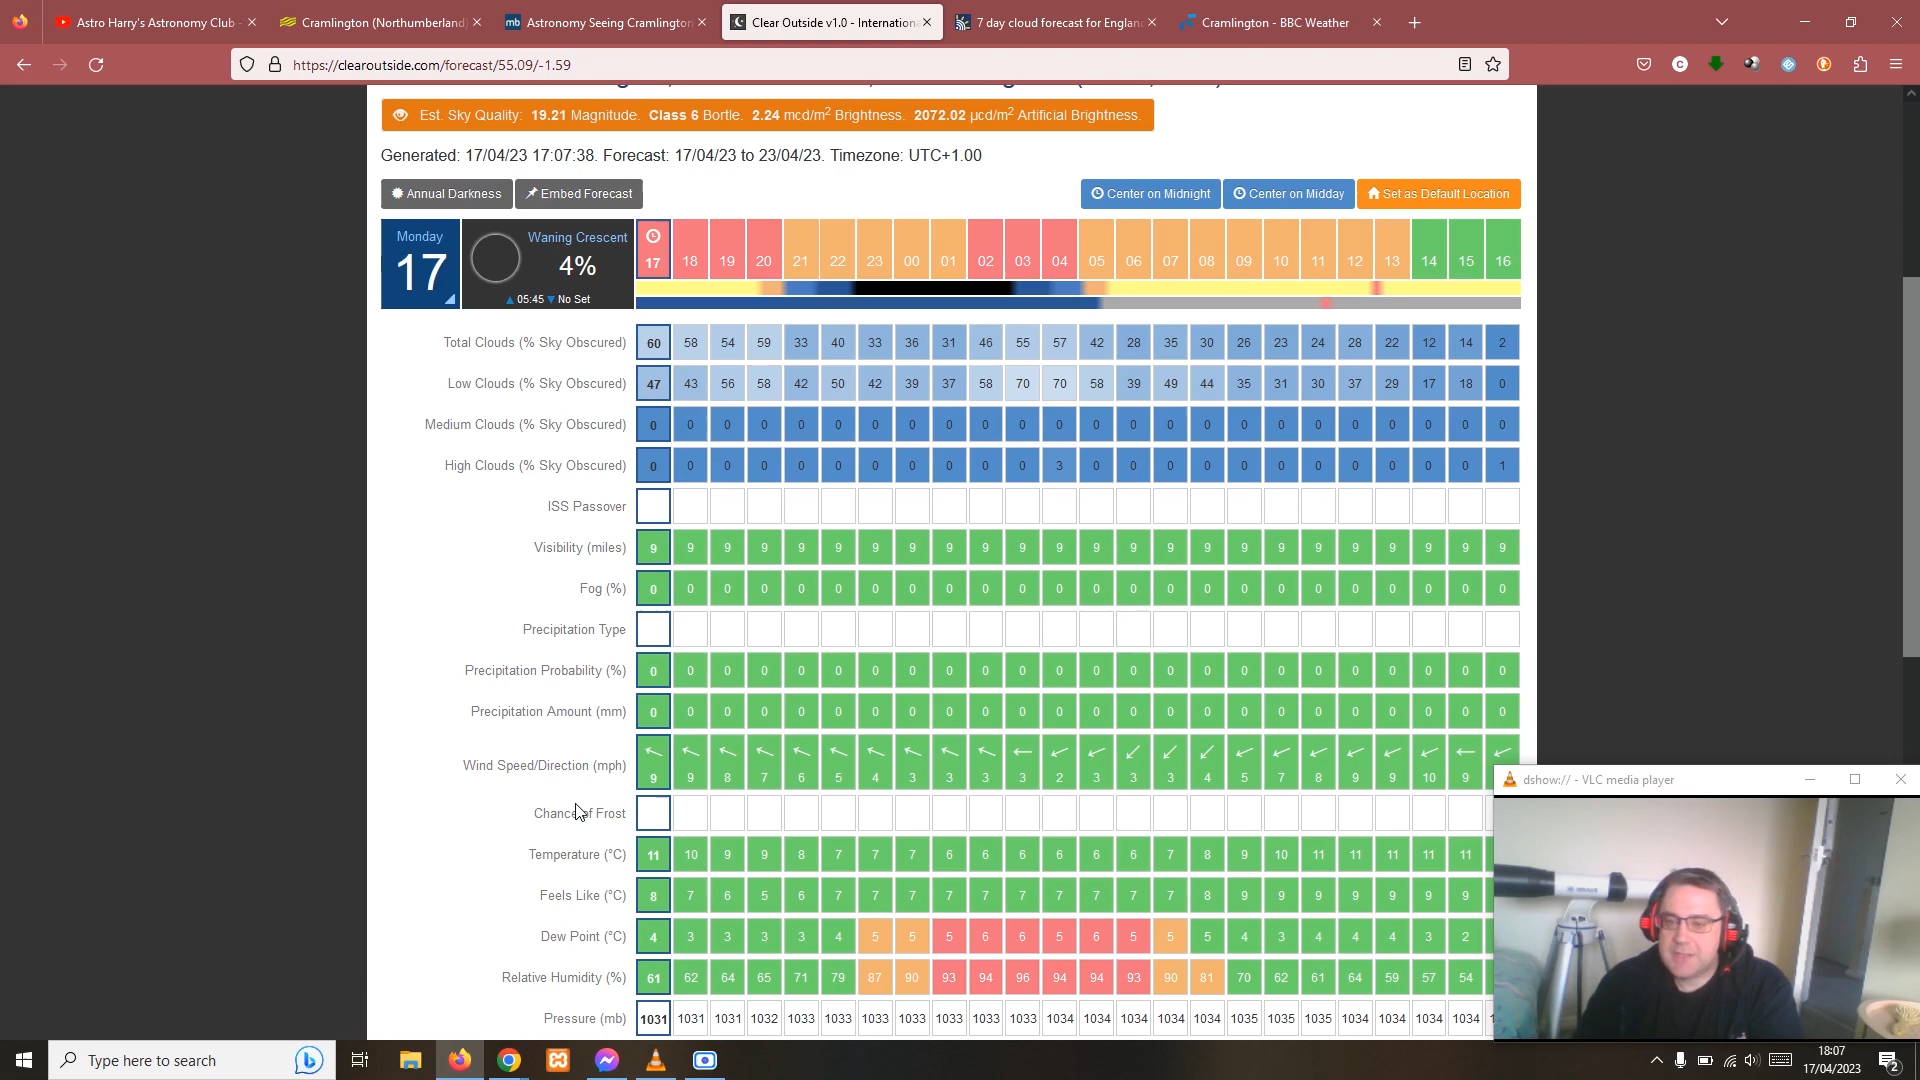 Astro Harry's Astronomy Club -
Cramlington (Northumberland)
mb Astronomy Seeing Cramlington
Clear Outside v1.0 - Internationa
7 day cloud forecast for Englan
Cramlington - BBC Weather
https://clearoutside.com/forecast/55.09/-1.59
Est. Sky Quality: 19.21 Magnitude. Class 6 Bortle. 2.24 mcd/m2 Brightness. 2072.02 μcd/m2 Artificial Brightness.
Generated: 17/04/23 17:07:38. Forecast: 17/04/23 to 23/04/23. Timezone: UTC+1.00
Annual Darkness Embed Forecast Center on Midnight Center on Midday Set as Default Location
Monday
17
Waning Crescent
4%
05:45 No Set
17 18 19 20 21 22 23 00 01 02 03 04 05 06 07 08 09 10 11 12 13 14 15 16
Total Clouds (% Sky Obscured) 60 58 54 59 33 40 33 36 31 46 55 57 42 28 35 30 26 23 24 28 22 12 14 2
Low Clouds (% Sky Obscured) 47 43 56 58 42 50 42 39 37 58 70 70 58 39 49 44 35 31 30 37 29 17 18 0
Medium Clouds (% Sky Obscured) 0 0 0 0 0 0 0 0 0 0 0 0 0 0 0 0 0 0 0 0 0 0 0 0
High Clouds (% Sky Obscured) 0 0 0 0 0 0 0 0 0 0 0 3 0 0 0 0 0 0 0 0 0 0 0 1
ISS Passover
Visibility (miles) 9 9 9 9 9 9 9 9 9 9 9 9 9 9 9 9 9 9 9 9 9 9 9 9
Fog (%) 0 0 0 0 0 0 0 0 0 0 0 0 0 0 0 0 0 0 0 0 0 0 0 0
Precipitation Type
Precipitation Probability (%) 0 0 0 0 0 0 0 0 0 0 0 0 0 0 0 0 0 0 0 0 0 0 0 0
Precipitation Amount (mm) 0 0 0 0 0 0 0 0 0 0 0 0 0 0 0 0 0 0 0 0 0 0 0 0
Wind Speed/Direction (mph) 9 9 8 7 6 5 4 3 3 3 3 2 3 3 3 4 5 7 8 9 9 10 9
Chance of Frost
Temperature (°C) 11 10 9 9 8 7 7 7 6 6 6 6 6 6 7 8 9 10 11 11 11 11 11
Feels Like (°C) 8 7 6 5 6 7 7 7 7 7 7 7 7 7 7 8 9 9 9 9 9 9 9
Dew Point (°C) 4 3 3 3 3 4 5 5 5 6 6 5 6 5 5 5 4 3 4 4 4 3 2
Relative Humidity (%) 61 62 64 65 71 79 87 90 93 94 96 94 94 93 90 81 70 62 61 64 59 57 54
Pressure (mb) 1031 1031 1031 1032 1033 1033 1033 1033 1033 1033 1033 1034 1034 1034 1034 1034 1035 1035 1035 1034 1034 1034 1034
dshow:// - VLC media player
Type here to search
18:07
17/04/2023
2